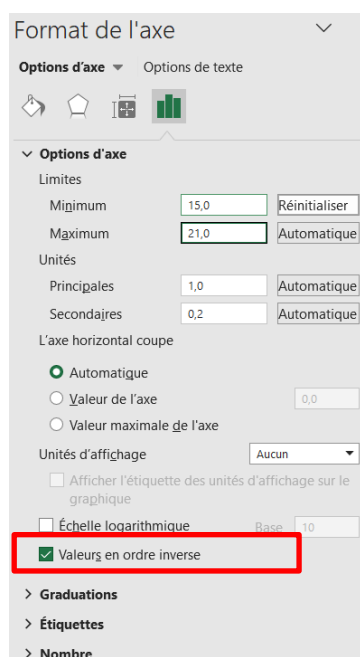 Format de l'axe
Options d'axe Options de texte
Options d'axe
Limites
Minimum 15,0 Réinitialiser
Maximum 21,0 Automatique
Unités
Principales 1,0 Automatique
Secondaires 0,2 Automatique
L'axe horizontal coupe
Automatique
Valeur de l'axe 0,0
Valeur maximale de l'axe
Unités d'affichage Aucun
Afficher l'étiquette des unités d'affichage sur le
graphique
Échelle logarithmique Base 10
Valeurs en ordre inverse
Graduations
Étiquettes
Nombre